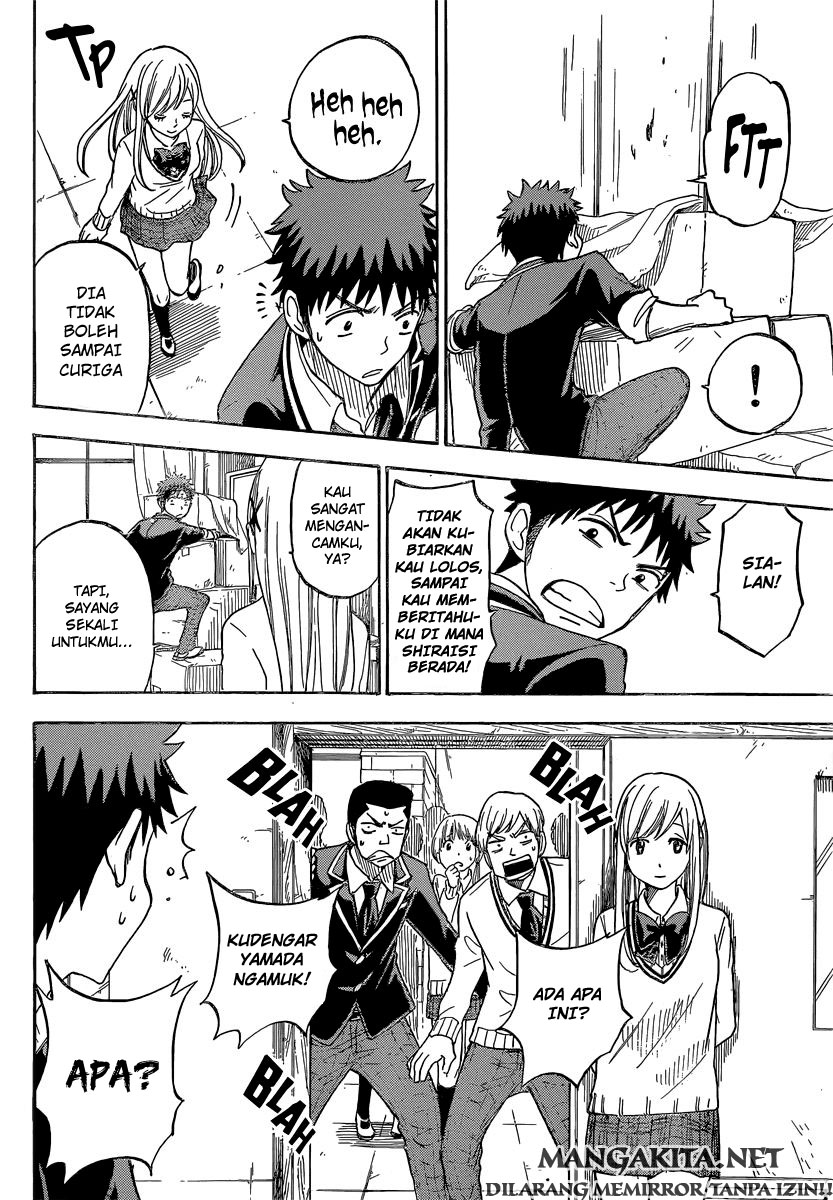 FTT
!
Heh heh
heh.
TP
DIA
TIDAK
BOLEH
SAMPAI
CURIGA
SIA-
LAN!
TIDAK
AKAN KU-
BIARKAN
KAU LOLOS,
SAMPAI
KAU MEM-
BERITAHU-
KU DI MANA
SHIRAISI
BERADA!
KAU
SANGAT
MENGAN-
CAMKU,
YA?
TAPI,
SAYANG
SEKALI
UNTUKMU...
BLAH
BLAH
ADA APA
INI?
KUDENGAR
YAMADA
NGAMUK!
BLAH
APA?
MANGAKITA.NET
DILARANG MEMIRROR TANPA IZIN!!